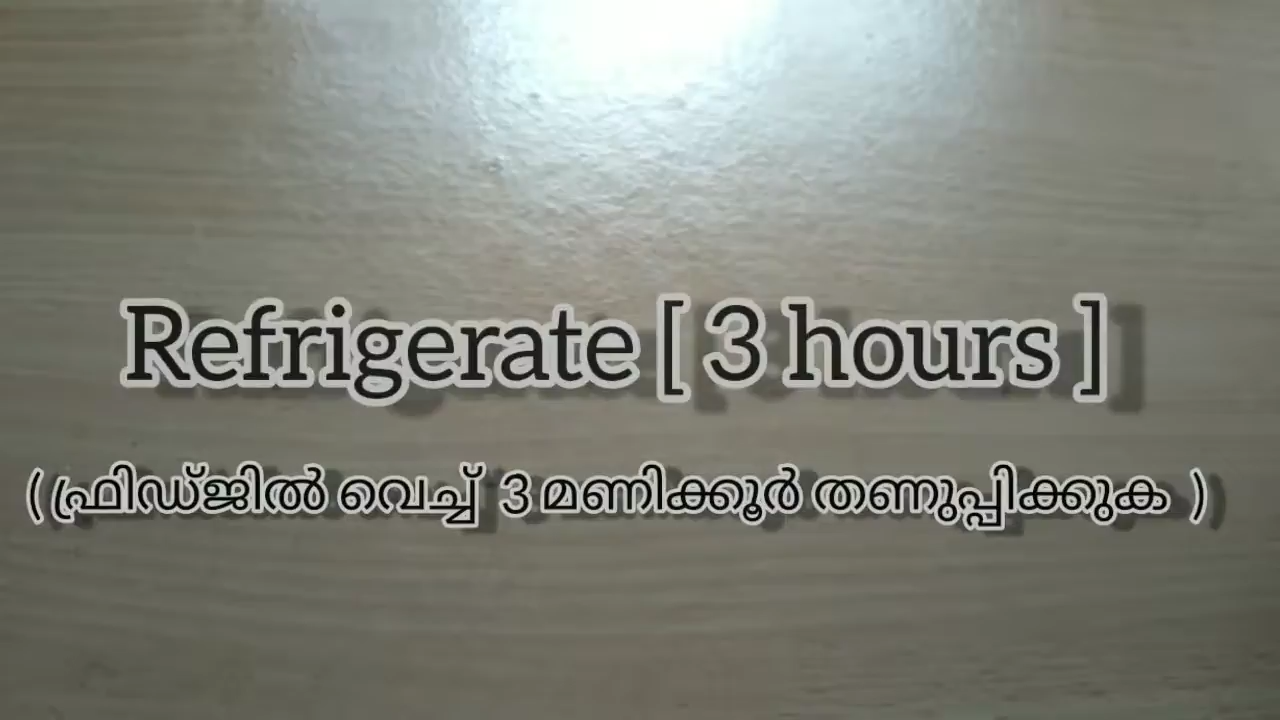 Refrigerate [ 3 hours ]
( ഫ്രിഡ്ജിൽ വെച്ച് 3 മണിക്കൂർ തണുപ്പിക്കുക )